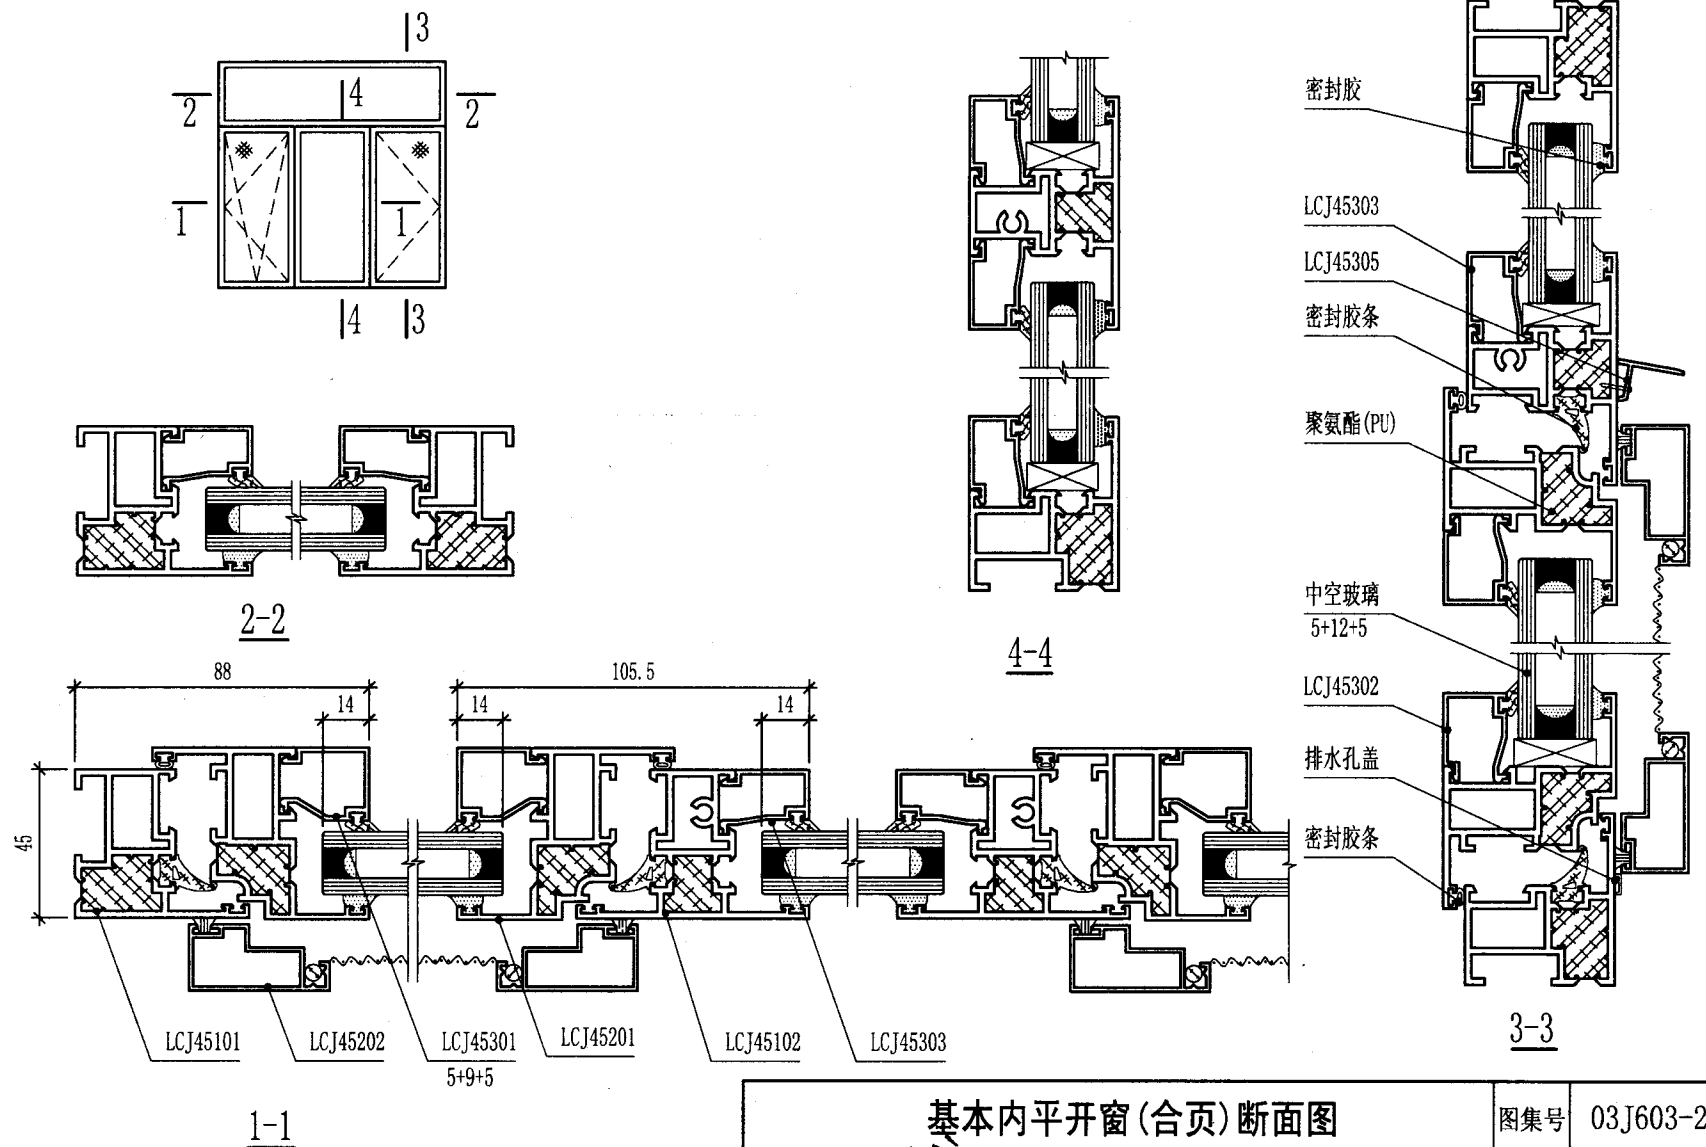 3
4
2
2
1
1
4
3
2-2
88
14
14
105.5
14
45
LCJ45101
LCJ45202
LCJ45301
5+9+5
LCJ45201
LCJ45102
LCJ45303
1-1
4-4
密封胶
LCJ45303
LCJ45305
密封胶条
聚氨酯(PU)
中空玻璃
5+12+5
LCJ45302
排水孔盖
密封胶条
3-3
基本内平开窗(合页)断面图
图集号
03J603-2